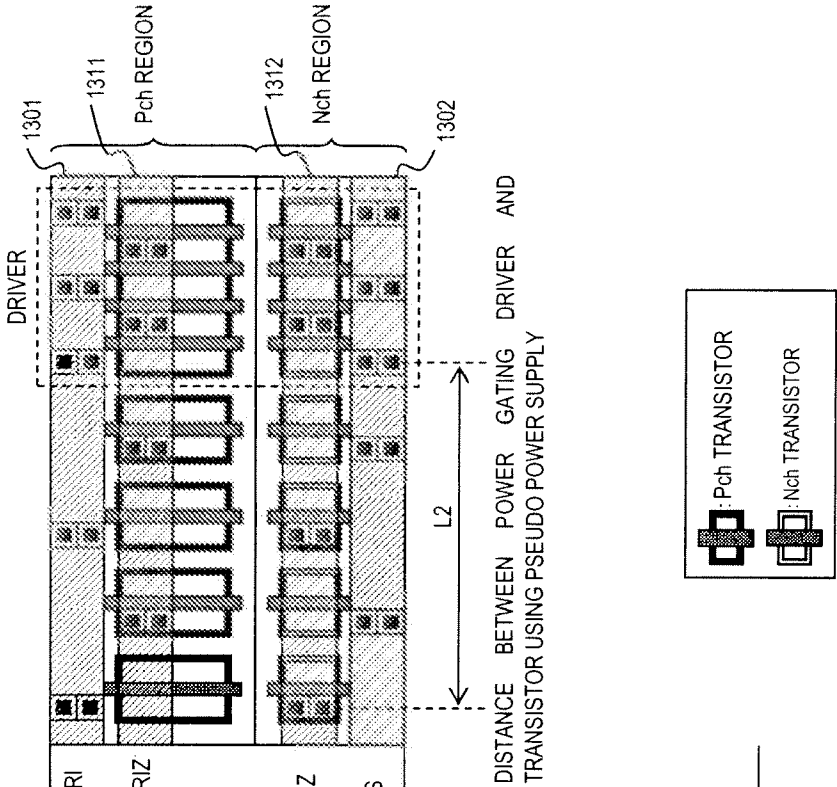 DRIVER
1301
1311
Pch REGION
1312
Nch REGION
1302
RI
RIZ
Z
S
L2
DISTANCE BETWEEN POWER GATING DRIVER AND
TRANSISTOR USING PSEUDO POWER SUPPLY
: Pch TRANSISTOR
: Nch TRANSISTOR